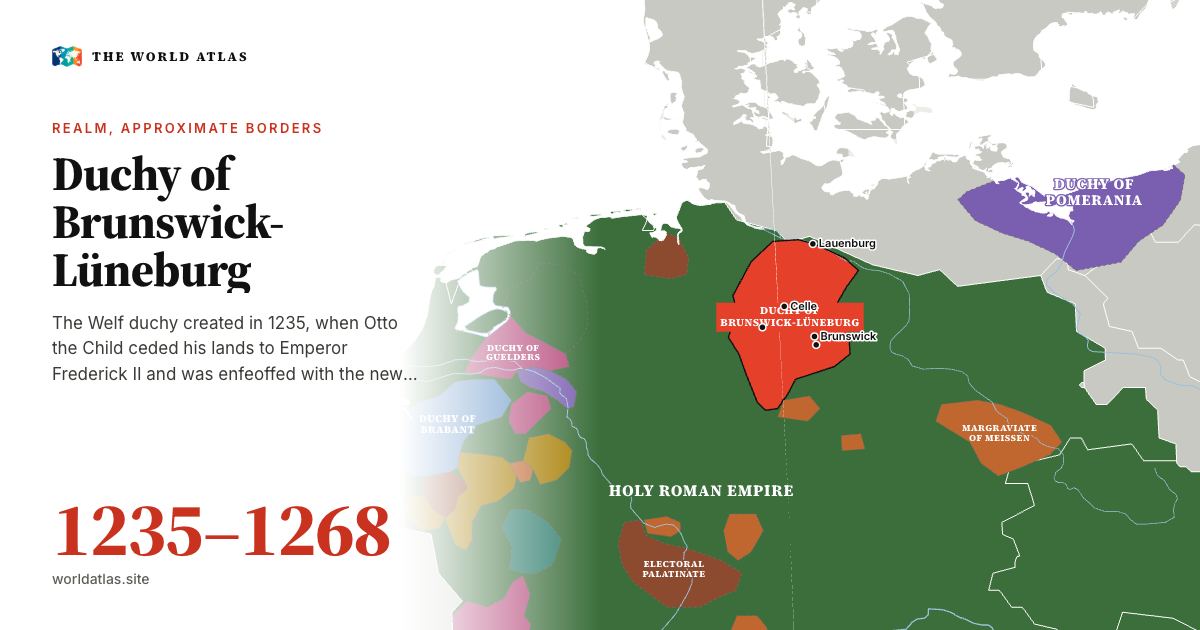 THE WORLD ATLAS
REALM, APPROXIMATE BORDERS
Duchy of
Brunswick-
Lüneburg
The Welf duchy created in 1235, when Otto
the Child ceded his lands to Emperor
Frederick II and was enfeoffed with the new...
1235–1268
worldatlas.site
DUCHY OF
POMERANIA
Lauenburg
Celle
DUCHY OF
BRUNSWICK-LÜNEBURG
Brunswick
DUCHY OF
GUELDERS
DUCHY OF
BRABANT
MARGRAVIATE
OF MEISSEN
HOLY ROMAN EMPIRE
ELECTORAL
PALATINATE